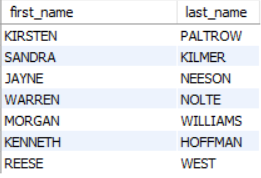 first_name last_name
KIRSTEN PALTROW
SANDRA KILMER
JAYNE NEESON
WARREN NOLTE
MORGAN WILLIAMS
KENNETH HOFFMAN
REESE WEST